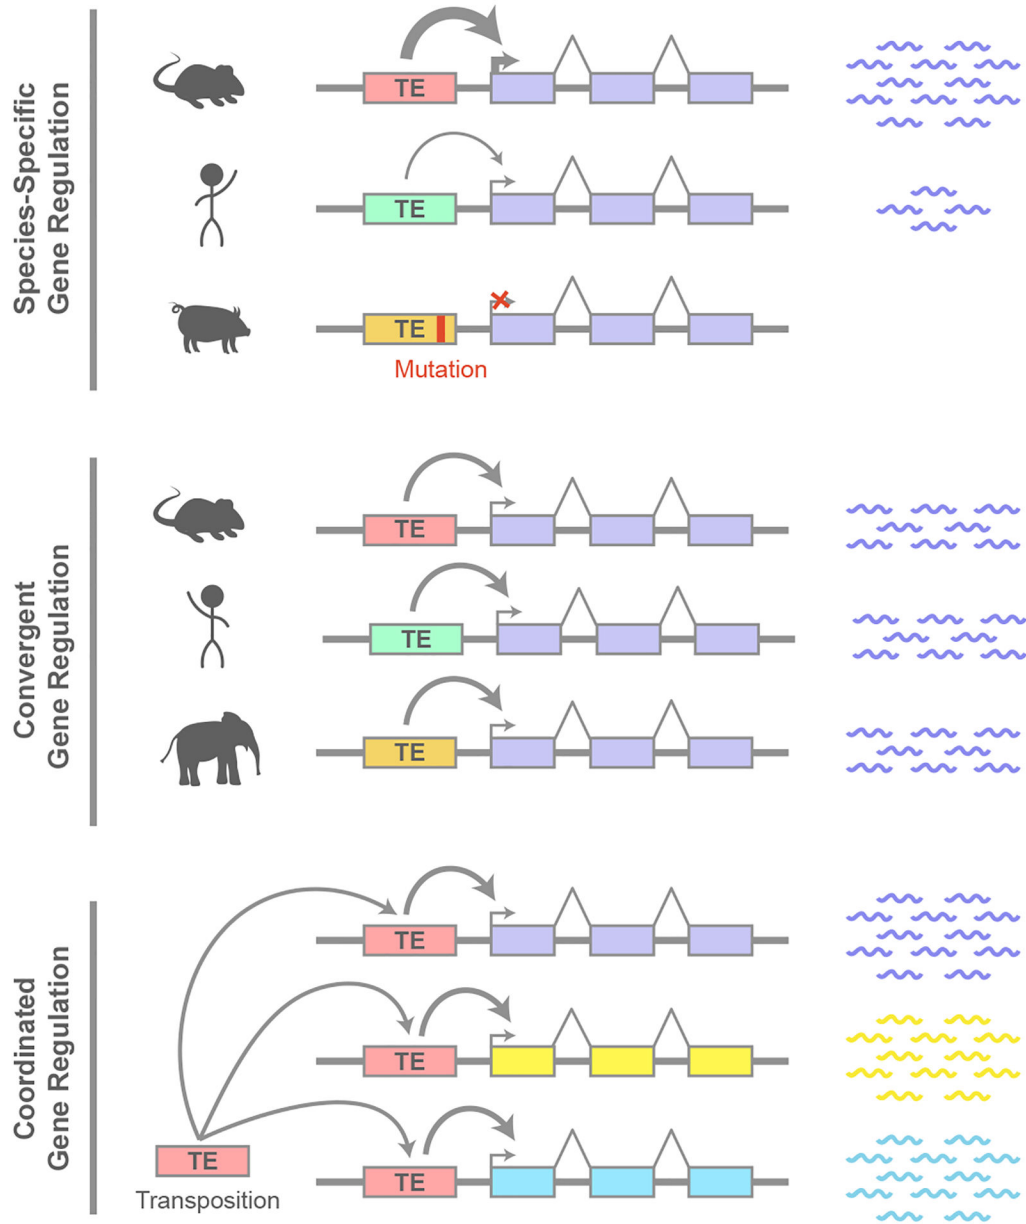 Species-Specific
Gene Regulation
TE
TE
TE
Mutation
Convergent
Gene Regulation
TE
TE
TE
Coordinated
Gene Regulation
TE
TE
TE
TE
Transposition